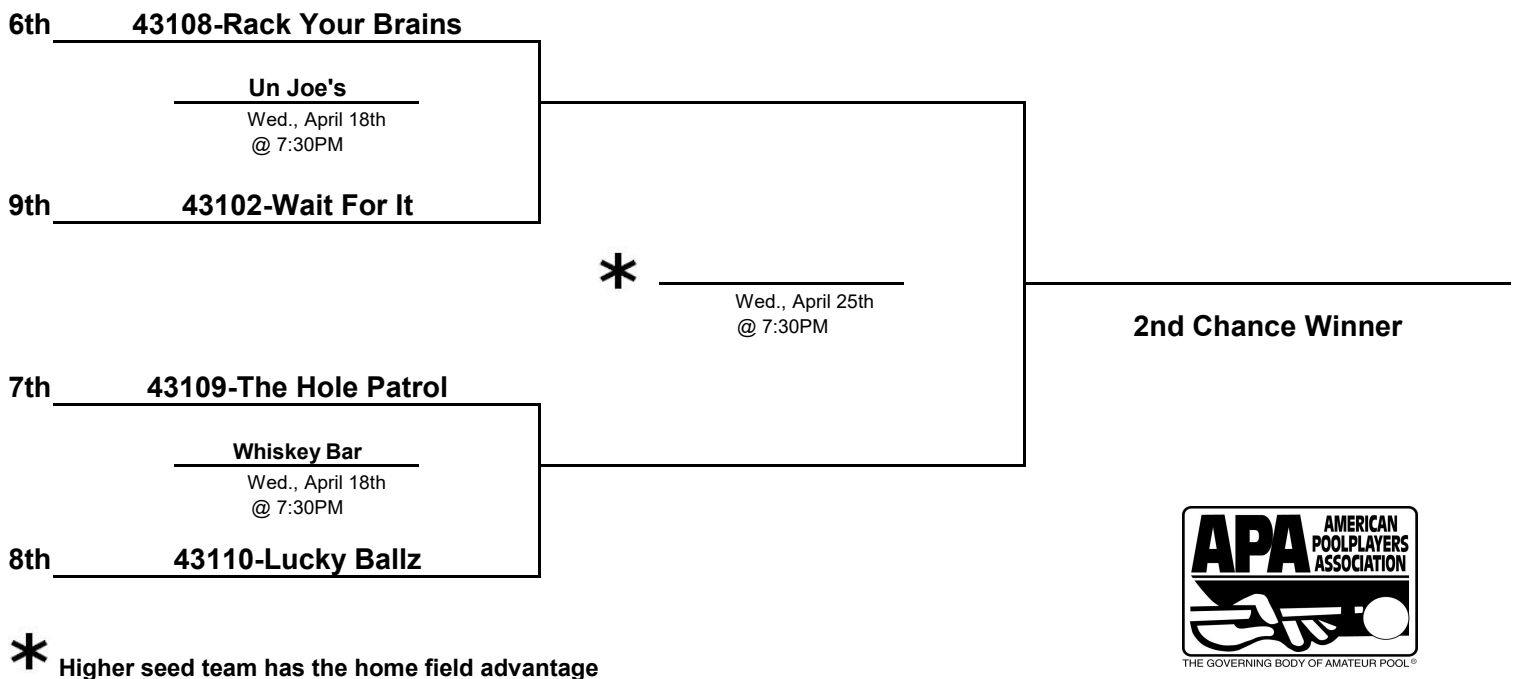 6th 43108-Rack Your Brains
Un Joe's
Wed., April 18th
@ 7:30PM
9th 43102-Wait For It
*
Wed., April 25th
@ 7:30PM
2nd Chance Winner
7th 43109-The Hole Patrol
Whiskey Bar
Wed., April 18th
@ 7:30PM
8th 43110-Lucky Ballz
* Higher seed team has the home field advantage
APA AMERICAN
POOLPLAYERS
ASSOCIATION
THE GOVERNING BODY OF AMATEUR POOL®